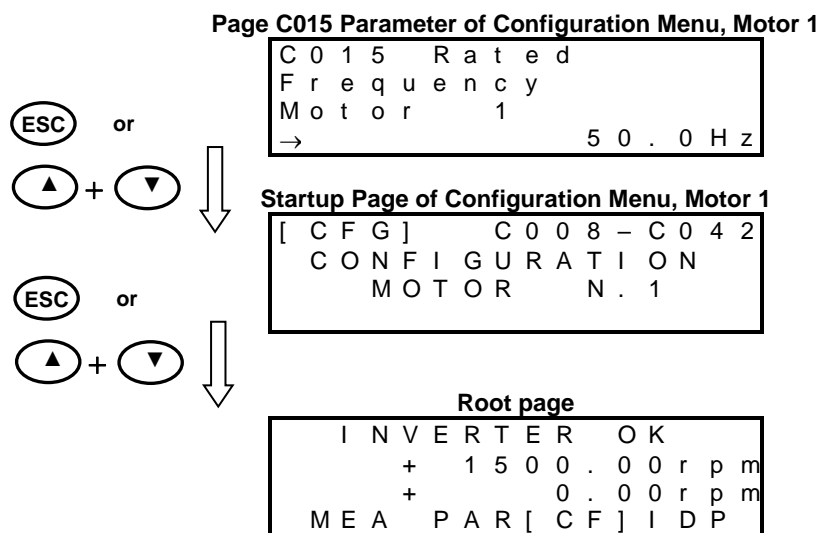 Page C015 Parameter of Configuration Menu, Motor 1
C015 Rated
Frequency
Motor 1
→ 50.0Hz
ESC or
▲ + ▼
Startup Page of Configuration Menu, Motor 1
[CFG] C008–C042
CONFIGURATION
MOTOR N.1
ESC or
▲ + ▼
Root page
INVERTER OK
+ 1500.00rpm
+ 0.00rpm
MEA PAR[CF]IDP